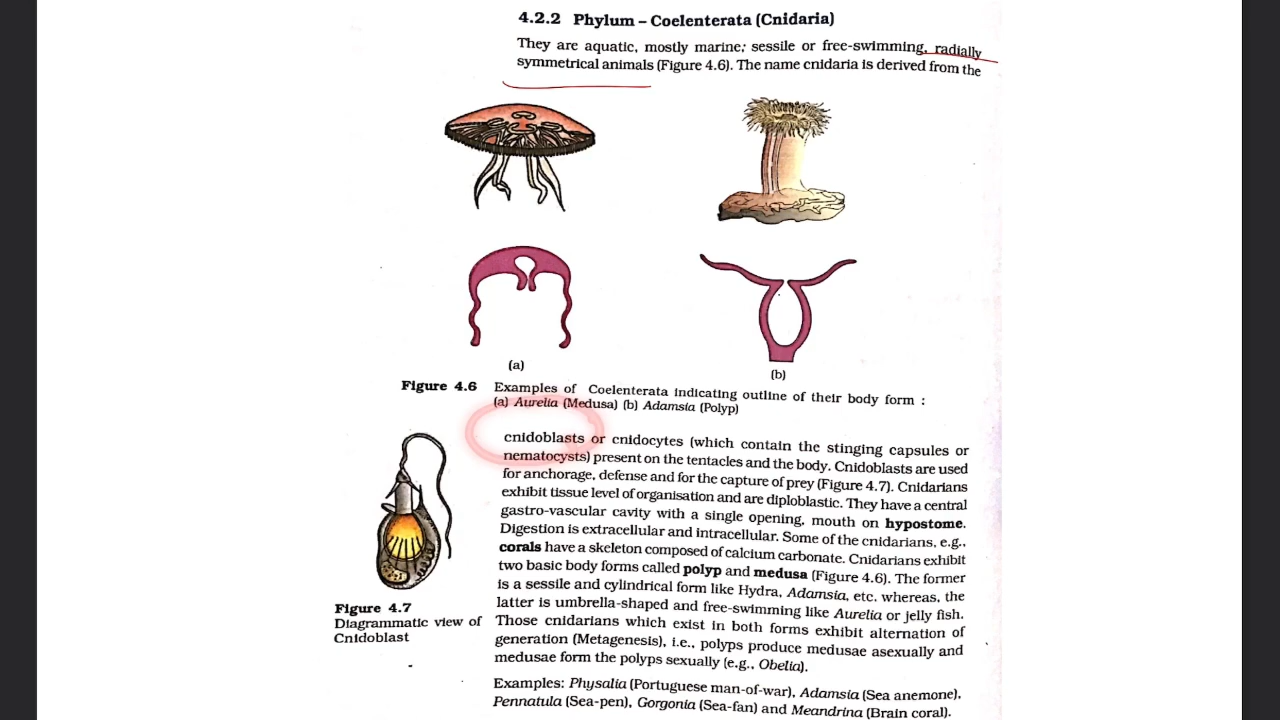 4.2.2 Phylum – Coelenterata (Cnidaria)
They are aquatic, mostly marine; sessile or free-swimming, radially
symmetrical animals (Figure 4.6). The name cnidaria is derived from the
(a)
(b)
Figure 4.6 Examples of Coelenterata indicating outline of their body form :
(a) Aurelia (Medusa) (b) Adamsia (Polyp)
cnidoblasts or cnidocytes (which contain the stinging capsules or
nematocysts) present on the tentacles and the body. Cnidoblasts are used
for anchorage, defense and for the capture of prey (Figure 4.7). Cnidarians
exhibit tissue level of organisation and are diploblastic. They have a central
gastro-vascular cavity with a single opening, mouth on hypostome.
Digestion is extracellular and intracellular. Some of the cnidarians, e.g.,
corals have a skeleton composed of calcium carbonate. Cnidarians exhibit
two basic body forms called polyp and medusa (Figure 4.6). The former
is a sessile and cylindrical form like Hydra, Adamsia, etc. whereas, the
latter is umbrella-shaped and free-swimming like Aurelia or jelly fish.
Those cnidarians which exist in both forms exhibit alternation of
generation (Metagenesis), i.e., polyps produce medusae asexually and
medusae form the polyps sexually (e.g., Obelia).
Figure 4.7
Diagrammatic view of
Cnidoblast
Examples: Physalia (Portuguese man-of-war), Adamsia (Sea anemone),
Pennatula (Sea-pen), Gorgonia (Sea-fan) and Meandrina (Brain coral).